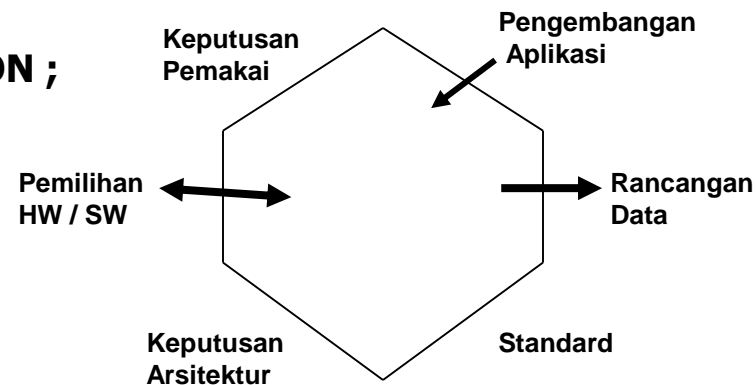 Keputusan
Pemakai
Pengembangan
Aplikasi
ON ;
Pemilihan
HW / SW
Rancangan
Data
Keputusan
Arsitektur
Standard